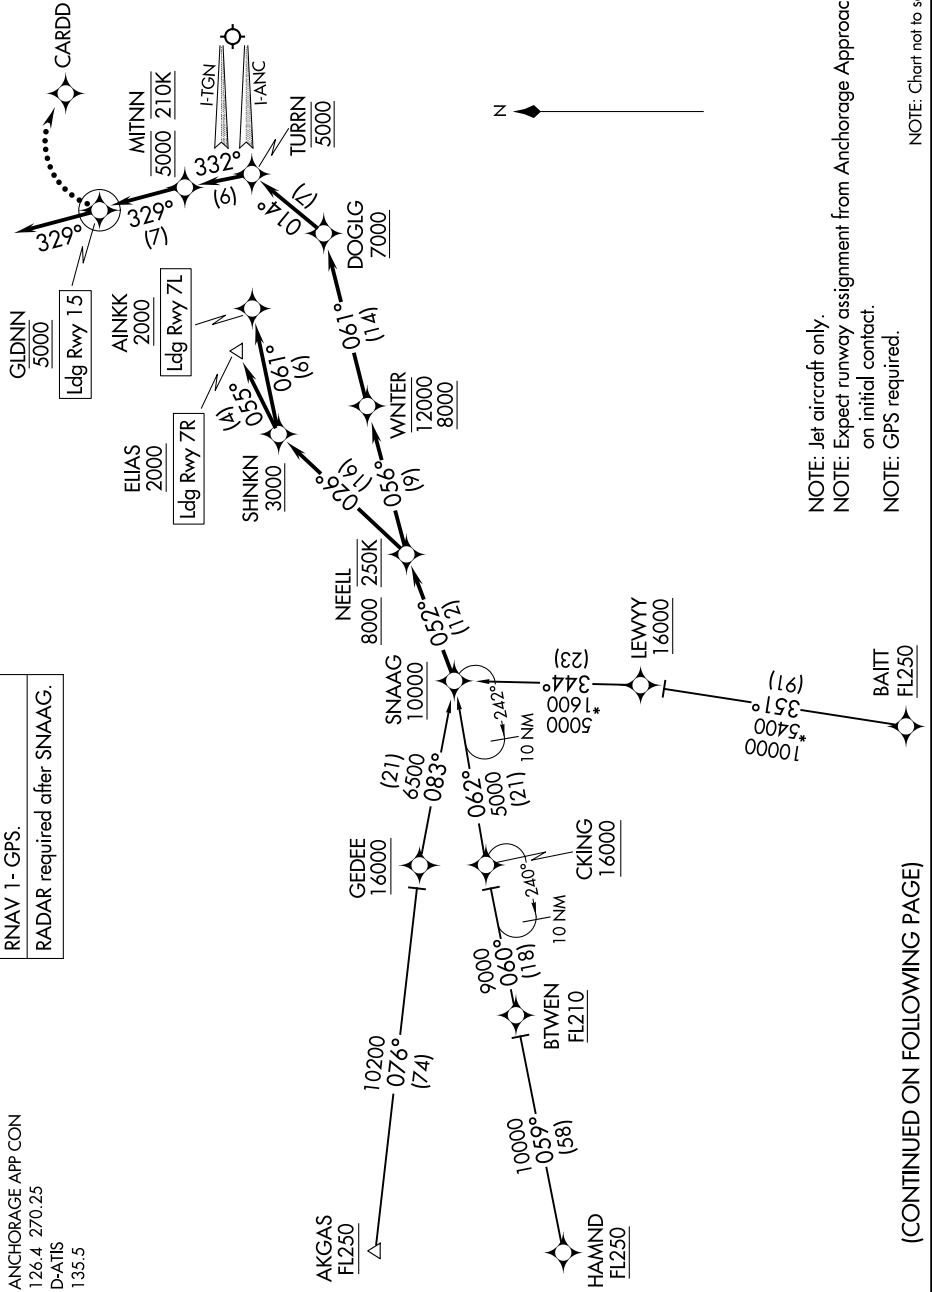 ANCHORAGE APP CON
126.4 270.25
D-ATIS
135.5
RNAV 1 - GPS.
RADAR required after SNAAG.
GLDNN
5000
Ldg Rwy 15
329°
329°
(7)
CARDD
MITNN
5000 210K
I-TGN
I-ANC
332°
(6)
TURRN
5000
014°
(7)
DOGLG
7000
AINKK
2000
Ldg Rwy 7L
ELIAS
2000
Ldg Rwy 7R
(4)
055°
061°
(6)
SHNKN
3000
026°
(16)
061°
(14)
WNTER
12000
8000
056°
(9)
NEELL
8000 250K
052°
(12)
SNAAG
10000
242°
10 NM
(21)
6500
083°
GEDEE
16000
062°
5000
(21)
CKING
16000
240°
10 NM
9000
060°
(18)
BTWEN
FL210
10200
076°
(74)
AKGAS
FL250
10000
059°
(58)
HAMND
FL250
5000
*1600
344°
(23)
LEWYY
16000
10000
*5400
351°
(91)
BAITT
FL250
N
NOTE: Jet aircraft only.
NOTE: Expect runway assignment from Anchorage Approac
on initial contact.
NOTE: GPS required.
NOTE: Chart not to s
(CONTINUED ON FOLLOWING PAGE)